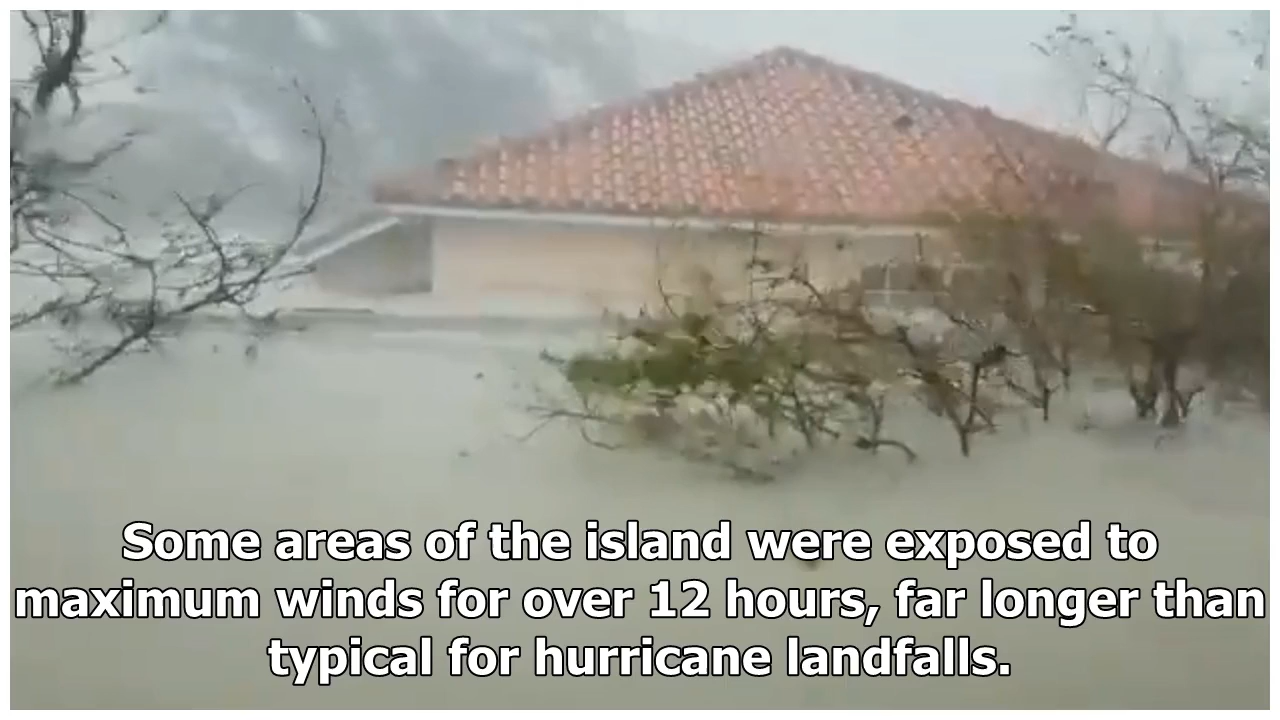 Some areas of the island were exposed to
maximum winds for over 12 hours, far longer than
typical for hurricane landfalls.